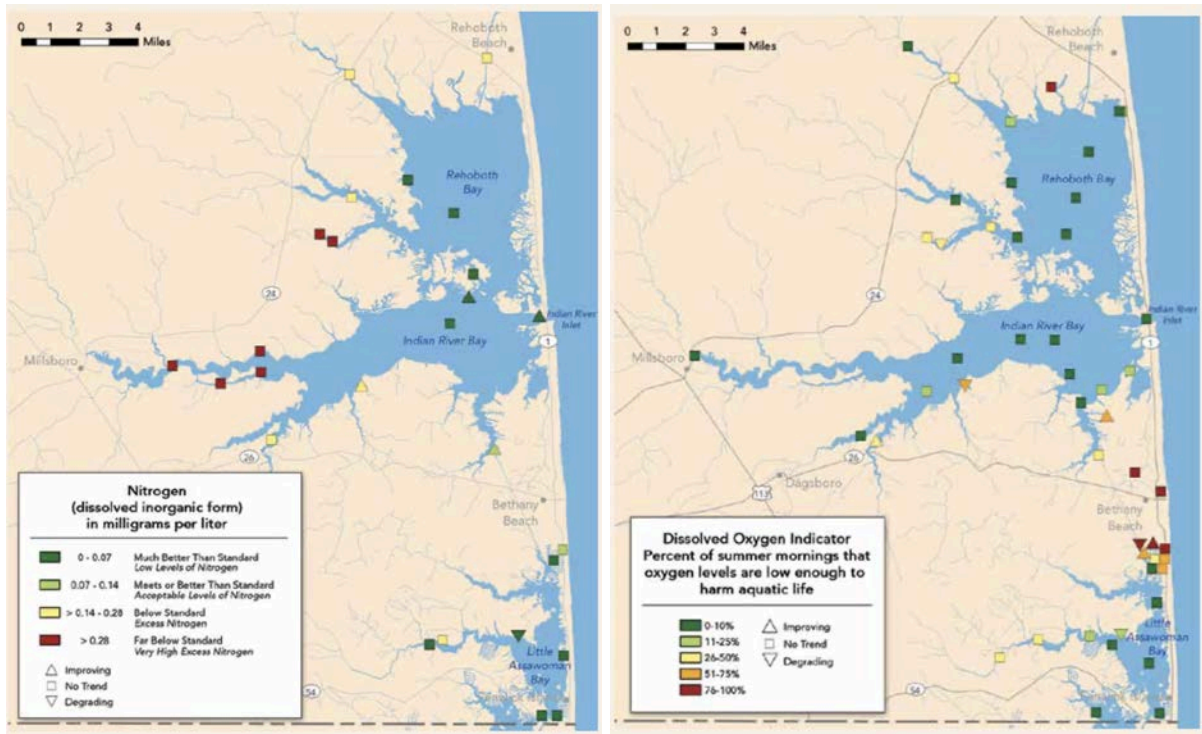 0 1 2 3 4
Miles
Rehoboth
Beach
Rehoboth
Bay
24
Indian River
Inlet
1
Indian River Bay
Millsboro
26
Bethany
Beach
Little
Assawoman
Bay
54
Nitrogen
(dissolved inorganic form)
in milligrams per liter
0 - 0.07 Much Better Than Standard
Low Levels of Nitrogen
0.07 - 0.14 Meets or Better Than Standard
Acceptable Levels of Nitrogen
> 0.14 - 0.28 Below Standard
Excess Nitrogen
> 0.28 Far Below Standard
Very High Excess Nitrogen
Improving
No Trend
Degrading
0 1 2 3 4
Miles
Rehoboth
Beach
Rehoboth Bay
24
Indian River
Inlet
1
Indian River Bay
Millsboro
26
113
Dagsboro
Bethany
Beach
Little
Assawoman
Bay
54
Dissolved Oxygen Indicator
Percent of summer mornings that
oxygen levels are low enough to
harm aquatic life
0-10% Improving
11-25% No Trend
26-50% Degrading
51-75%
76-100%